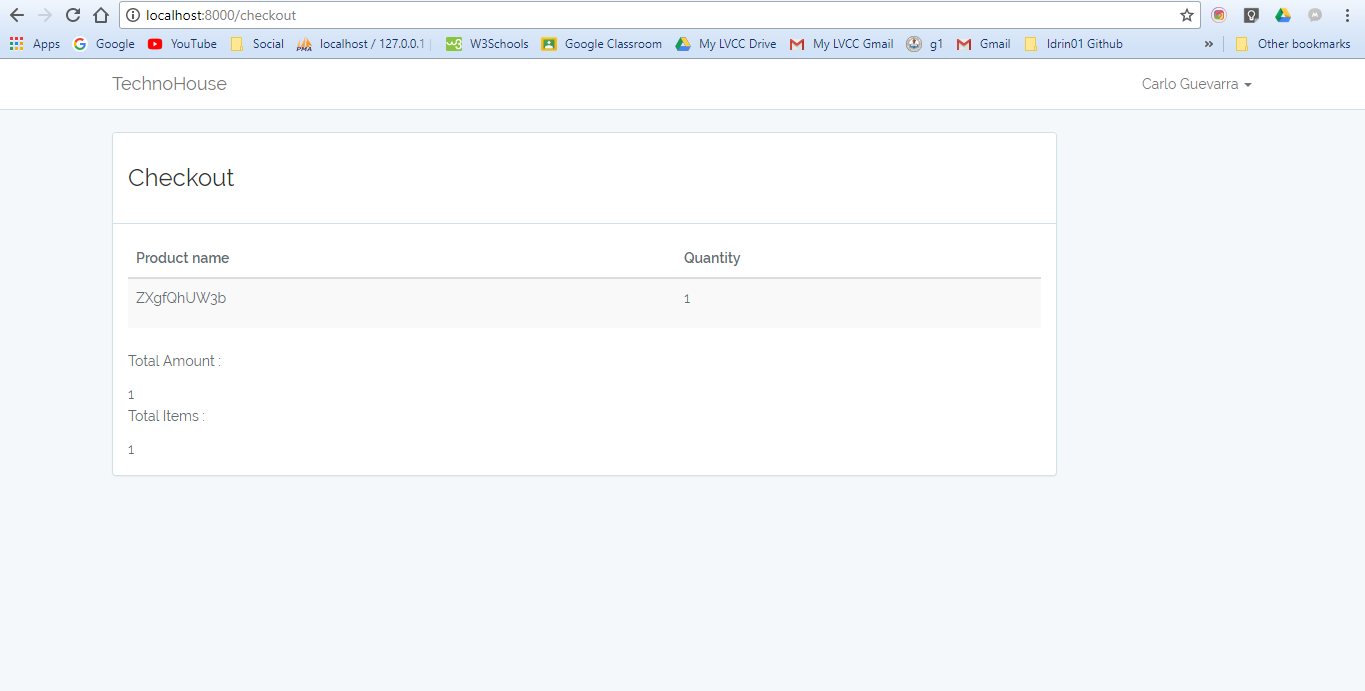 localhost:8000/checkout
Apps Google YouTube Social localhost / 127.0.0.1 W3Schools Google Classroom My LVCC Drive My LVCC Gmail g1 Gmail Idrin01 Github » Other bookmarks
TechnoHouse Carlo Guevarra
Checkout
Product name Quantity
ZXgfQhUW3b 1
Total Amount :
1
Total Items :
1